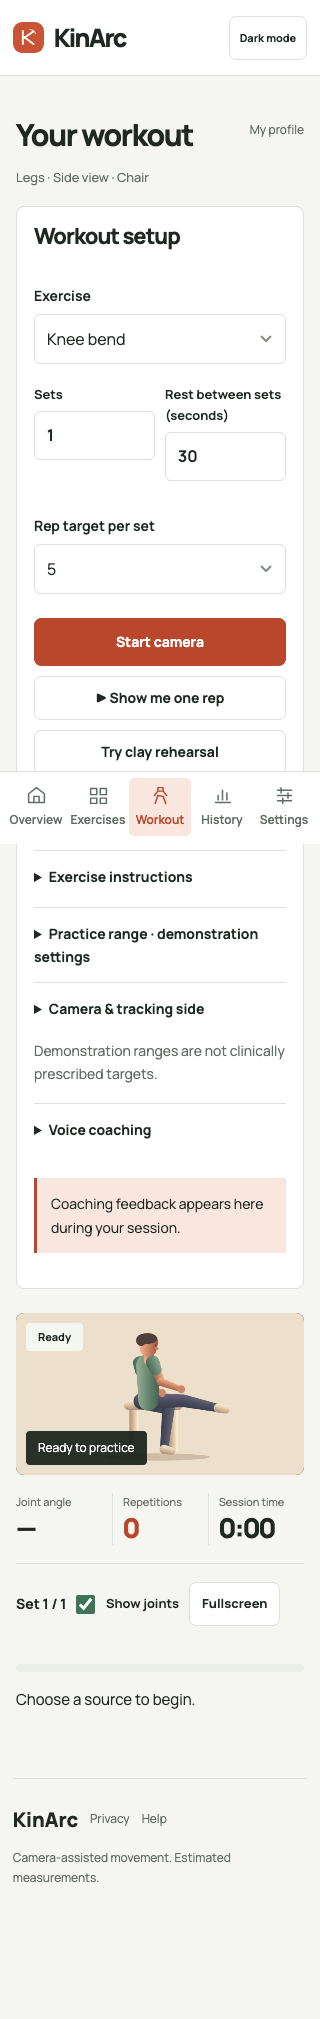 KinArc
Dark mode
Your workout
My profile
Legs · Side view · Chair
Workout setup
Exercise
Knee bend
Sets
Rest between sets
(seconds)
1
30
Rep target per set
5
Start camera
Show me one rep
Try clay rehearsal
Overview
Exercises
Workout
History
Settings
Exercise instructions
Practice range · demonstration
settings
Camera & tracking side
Demonstration ranges are not clinically
prescribed targets.
Voice coaching
Coaching feedback appears here
during your session.
Ready
Ready to practice
Joint angle
Repetitions
Session time
—
0
0:00
Set 1 / 1
Show joints
Fullscreen
Choose a source to begin.
KinArc
Privacy
Help
Camera-assisted movement. Estimated
measurements.